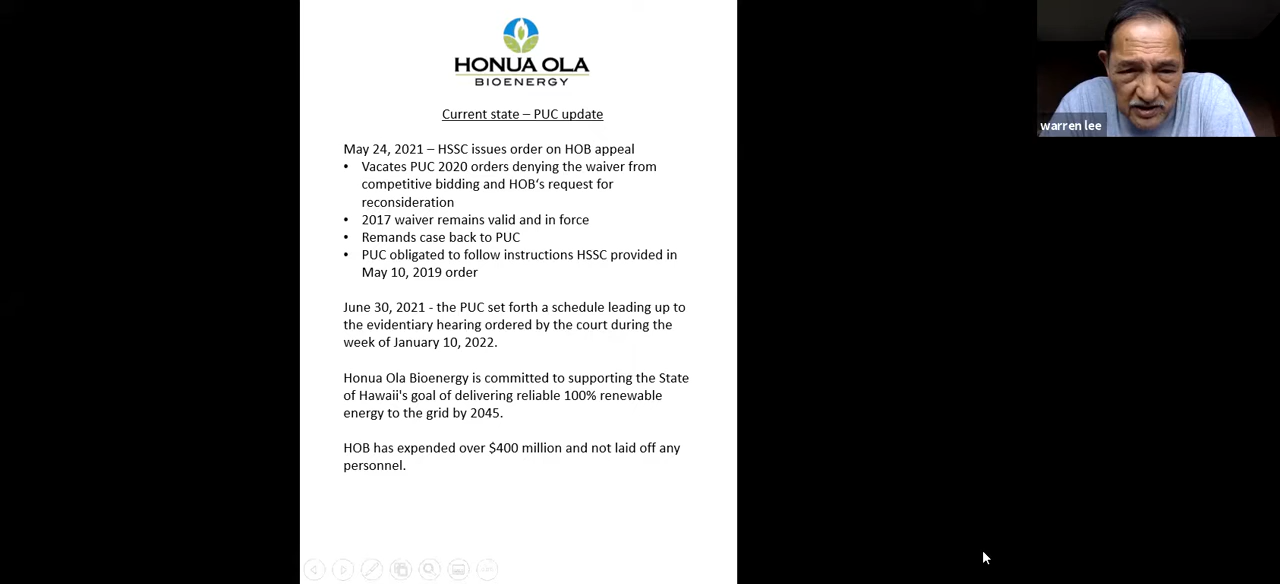 HONUA OLA
BIOENERGY
Current state – PUC update
May 24, 2021 – HSSC issues order on HOB appeal
• Vacates PUC 2020 orders denying the waiver from
competitive bidding and HOB‘s request for
reconsideration
• 2017 waiver remains valid and in force
• Remands case back to PUC
• PUC obligated to follow instructions HSSC provided in
May 10, 2019 order
June 30, 2021 - the PUC set forth a schedule leading up to
the evidentiary hearing ordered by the court during the
week of January 10, 2022.
Honua Ola Bioenergy is committed to supporting the State
of Hawaii's goal of delivering reliable 100% renewable
energy to the grid by 2045.
HOB has expended over $400 million and not laid off any
personnel.
warren lee